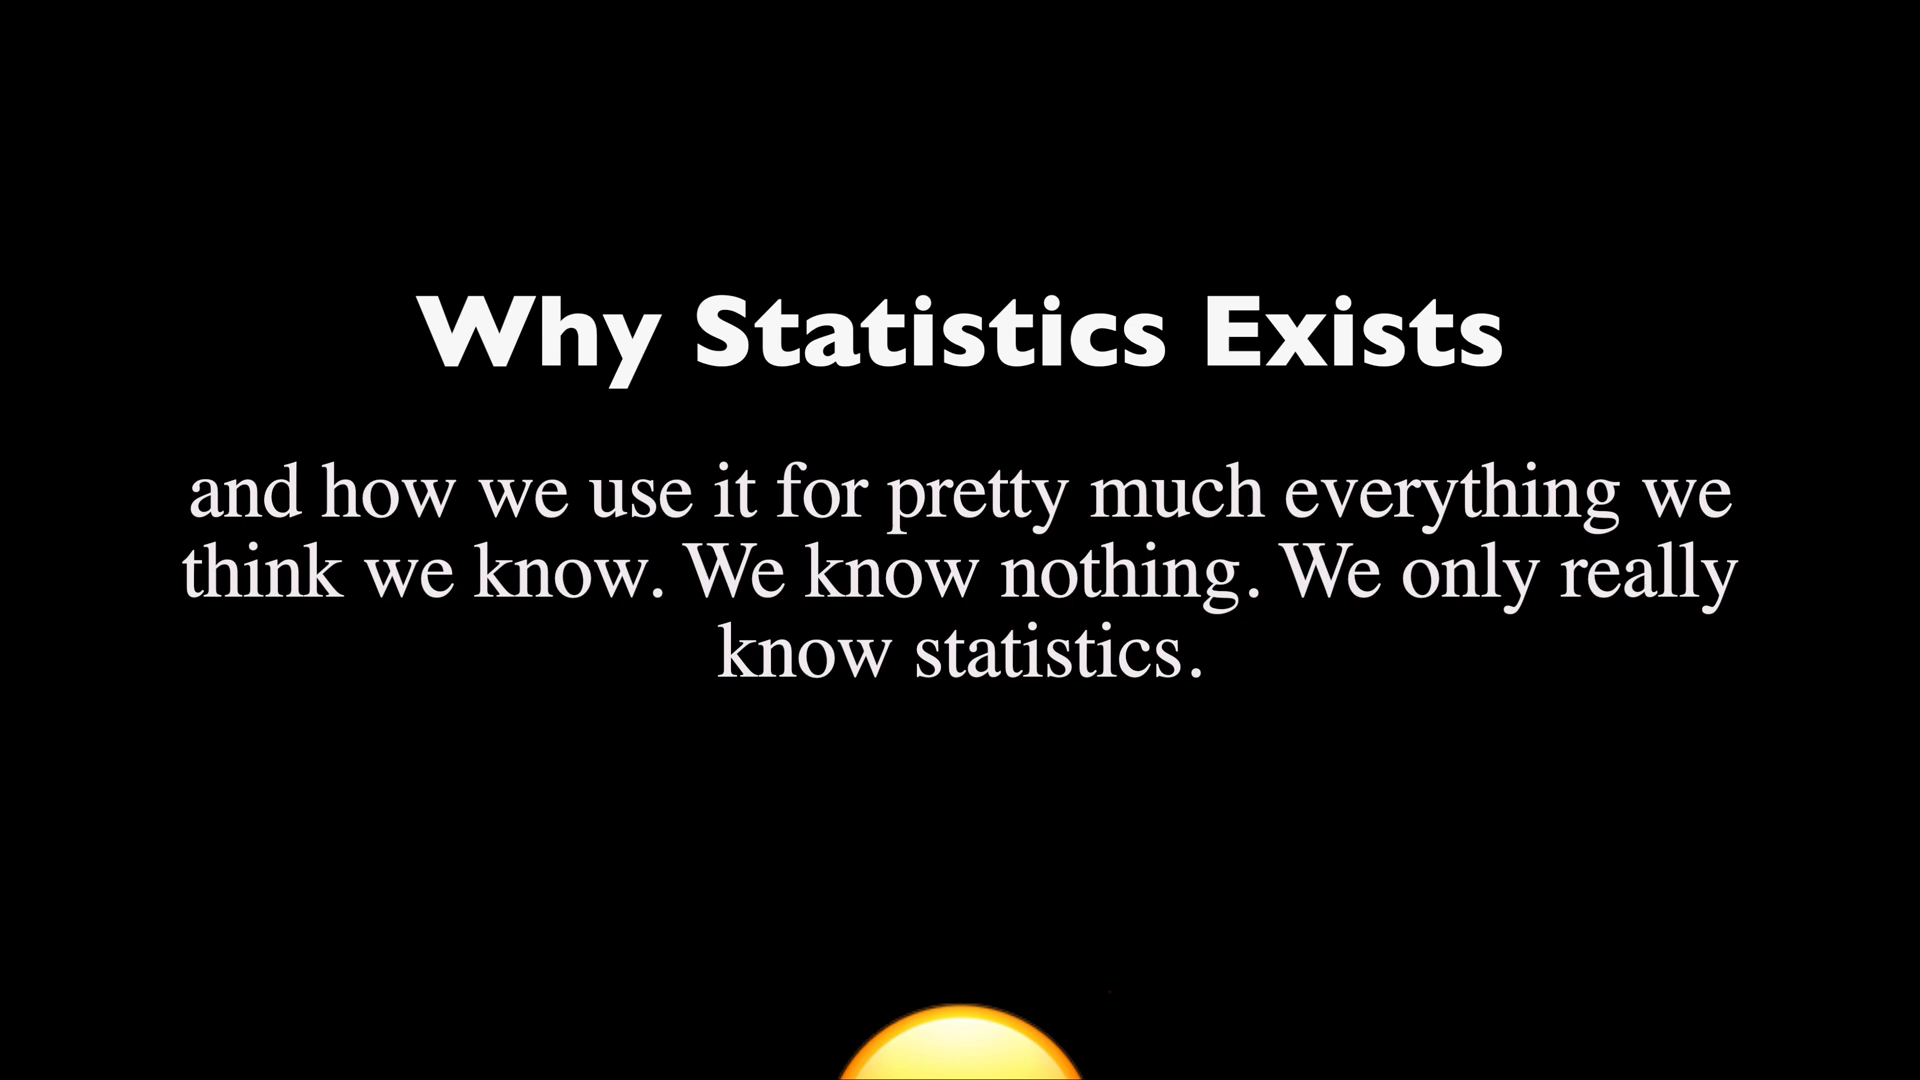 Why Statistics Exists
and how we use it for pretty much everything we
think we know. We know nothing. We only really
know statistics.